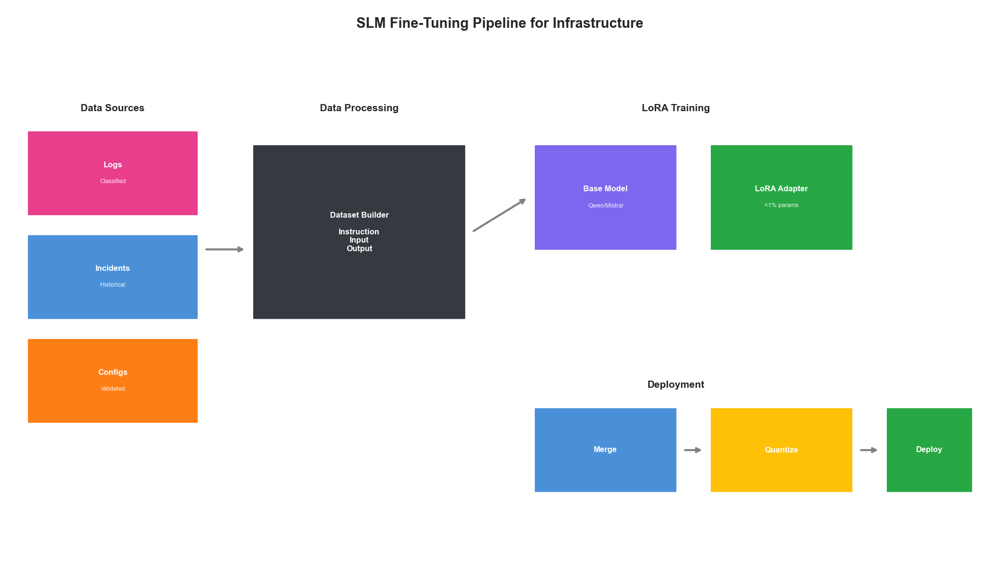 SLM Fine-Tuning Pipeline for Infrastructure
Data Sources
Logs
Classified
Incidents
Historical
Configs
Validated
Data Processing
Dataset Builder
Instruction
Input
Output
LoRA Training
Base Model
Qwen/Mistral
LoRA Adapter
<1% params
Deployment
Merge
Quantize
Deploy